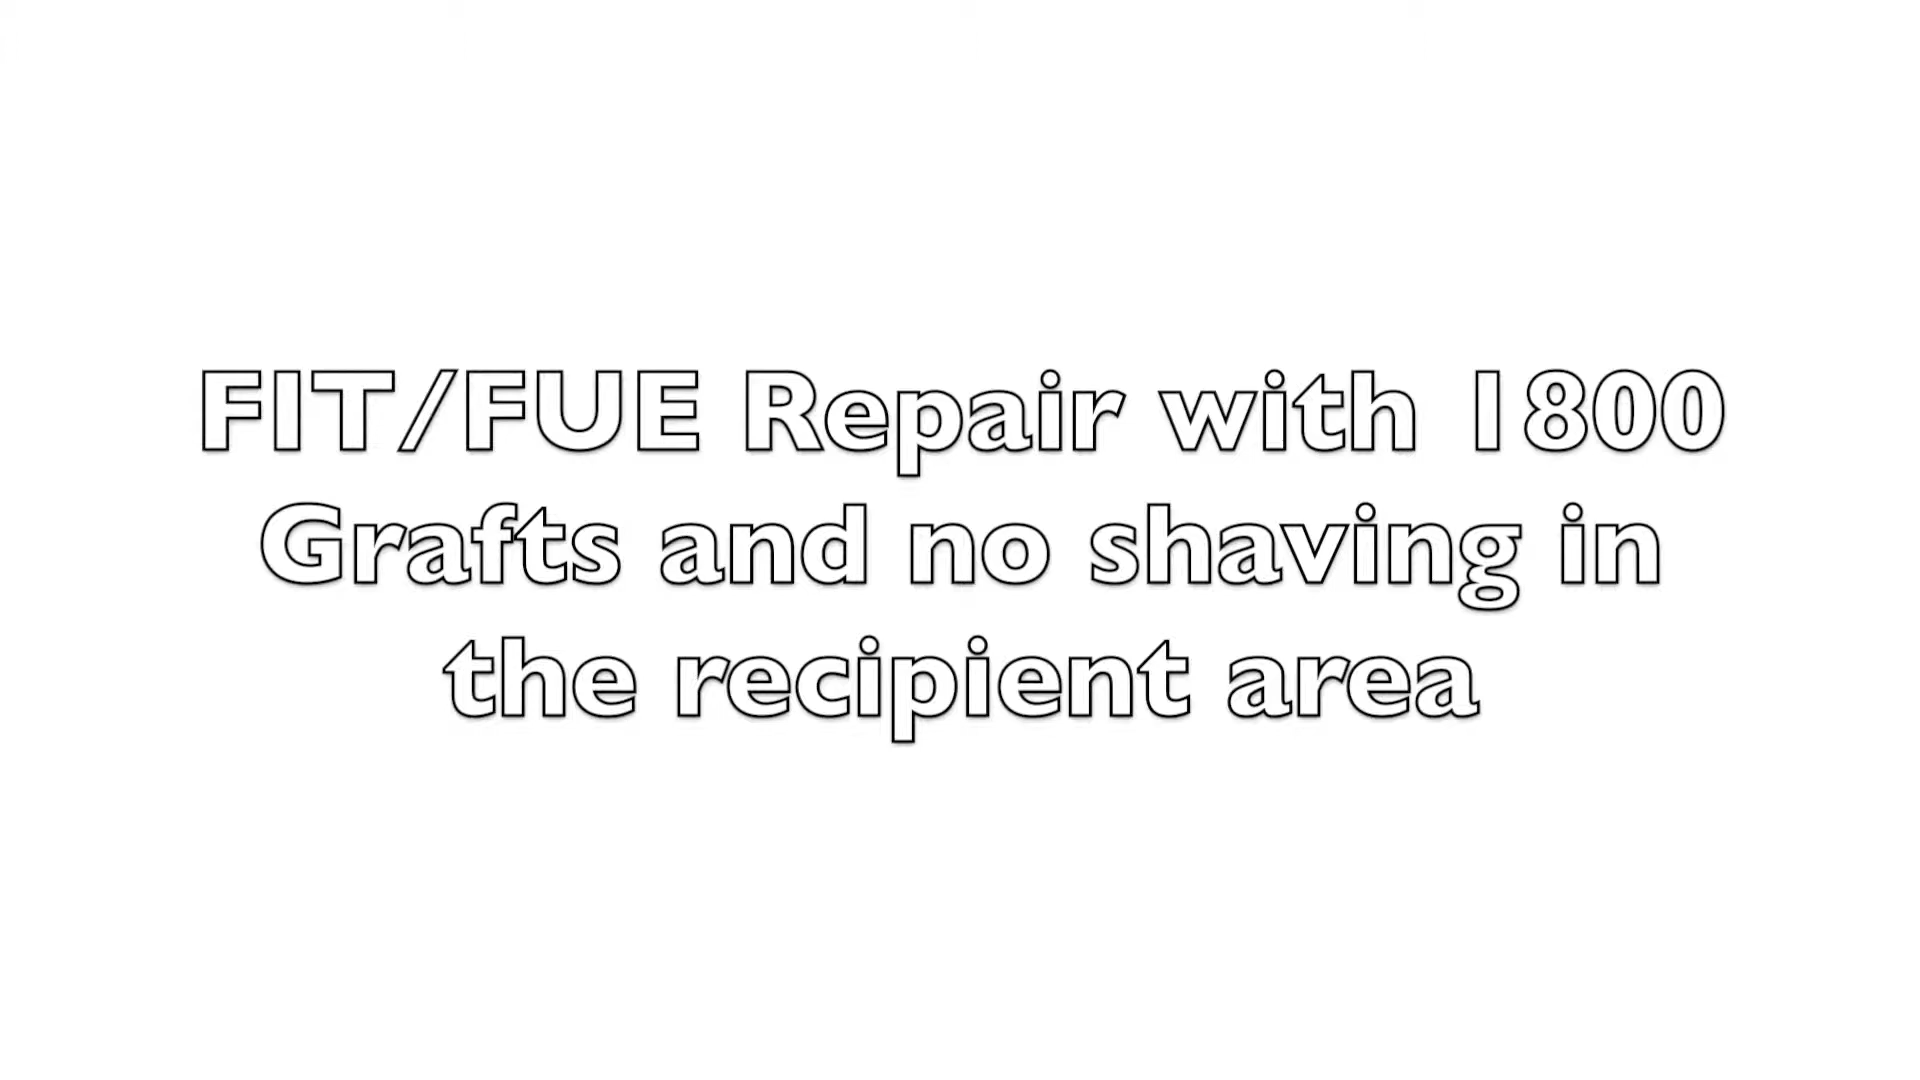 FIT/FUE Repair with 1800
Grafts and no shaving in
the recipient area